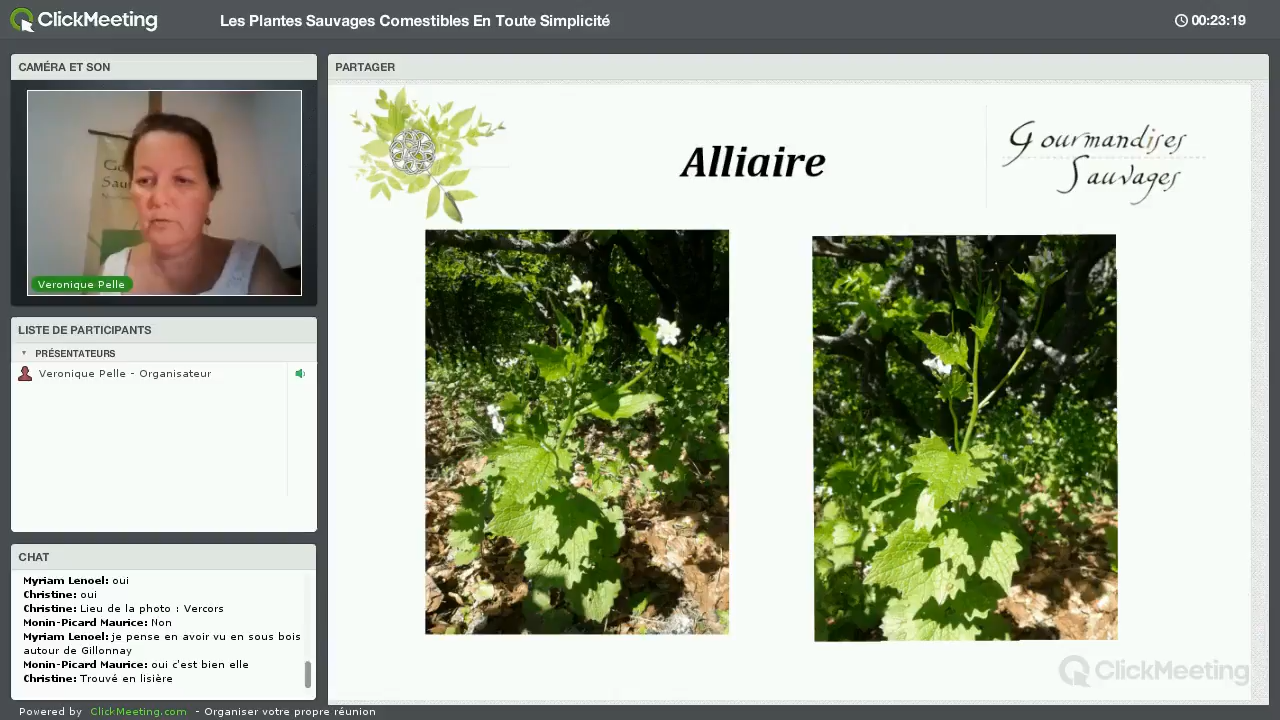 ClickMeeting
Les Plantes Sauvages Comestibles En Toute Simplicité
00:23:19
CAMÉRA ET SON
Veronique Pelle
LISTE DE PARTICIPANTS
PRÉSENTATEURS
Veronique Pelle - Organisateur
CHAT
Myriam Lenoel: oui
Christine: oui
Christine: Lieu de la photo : Vercors
Monin-Picard Maurice: Non
Myriam Lenoel: je pense en avoir vu en sous bois
autour de Gillonnay
Monin-Picard Maurice: oui c'est bien elle
Christine: Trouvé en lisière
PARTAGER
Alliaire
Gourmandises
Sauvages
ClickMeeting
Powered by ClickMeeting.com - Organiser votre propre réunion